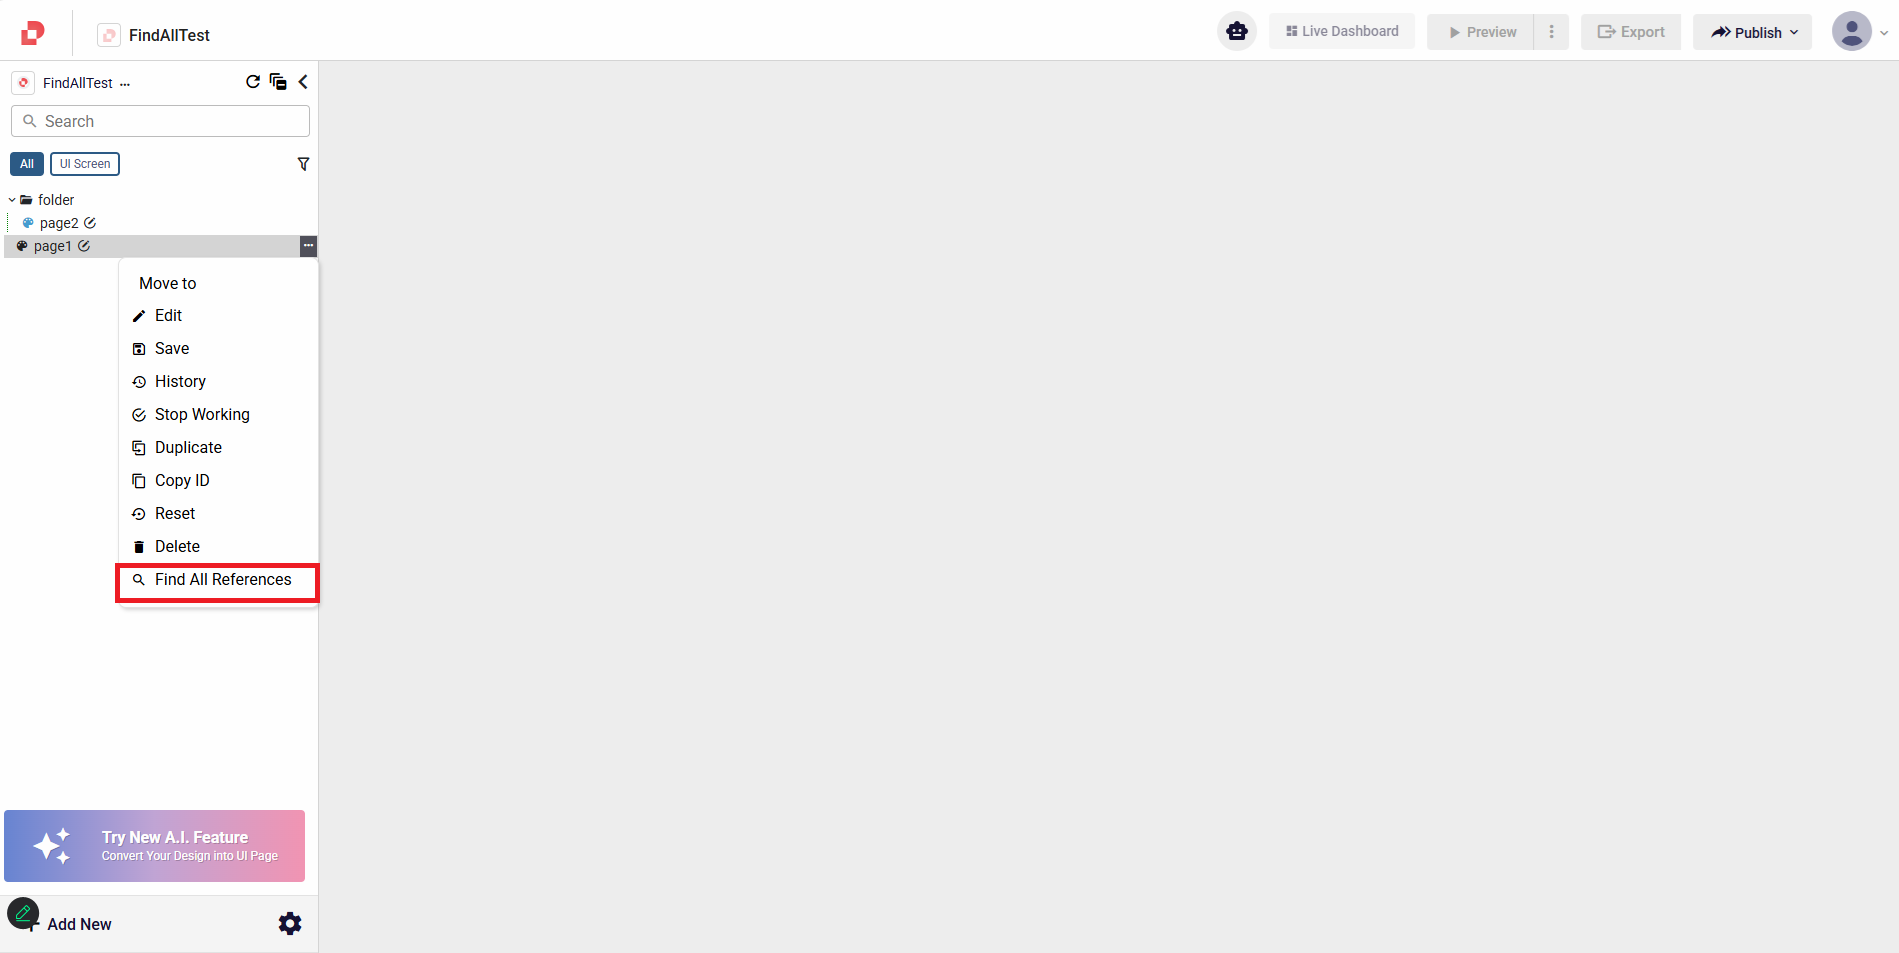 FindAllTest
Live Dashboard
Preview
Export
Publish
FindAllTest ...
Search
All
UI Screen
folder
page2
page1
Move to
Edit
Save
History
Stop Working
Duplicate
Copy ID
Reset
Delete
Find All References
Try New A.I. Feature
Convert Your Design into UI Page
Add New